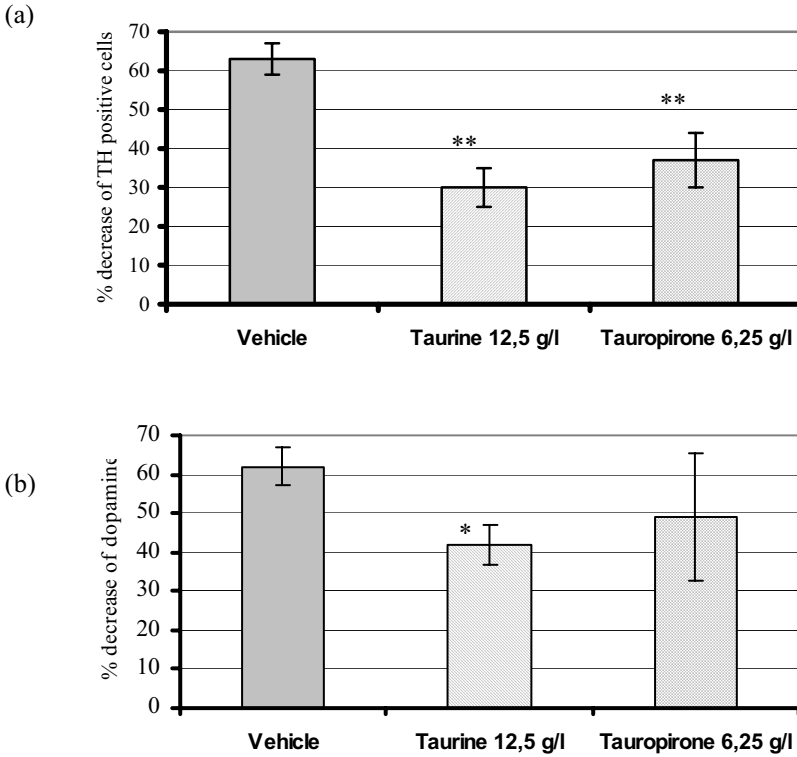 (a)
% decrease of TH positive cells
70
60
50
40
30
20
10
0
**
**
Vehicle
Taurine 12,5 g/l
Tauropirone 6,25 g/l
(b)
% decrease of dopamine
70
60
50
40
30
20
10
0
*
Vehicle
Taurine 12,5 g/l
Tauropirone 6,25 g/l